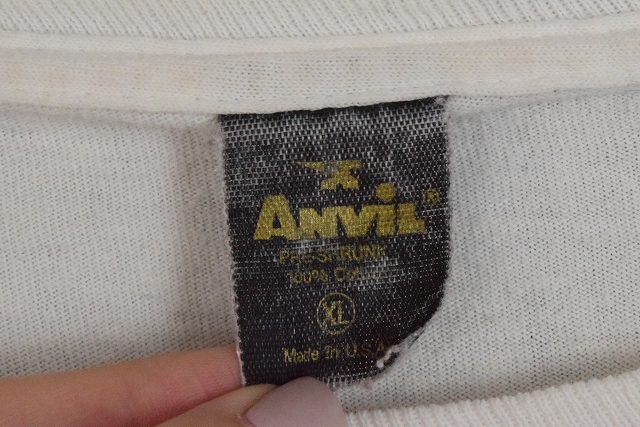 ANViL®
PRE-SHRUNK
100% Cotton
XL
Made in U.S.A.